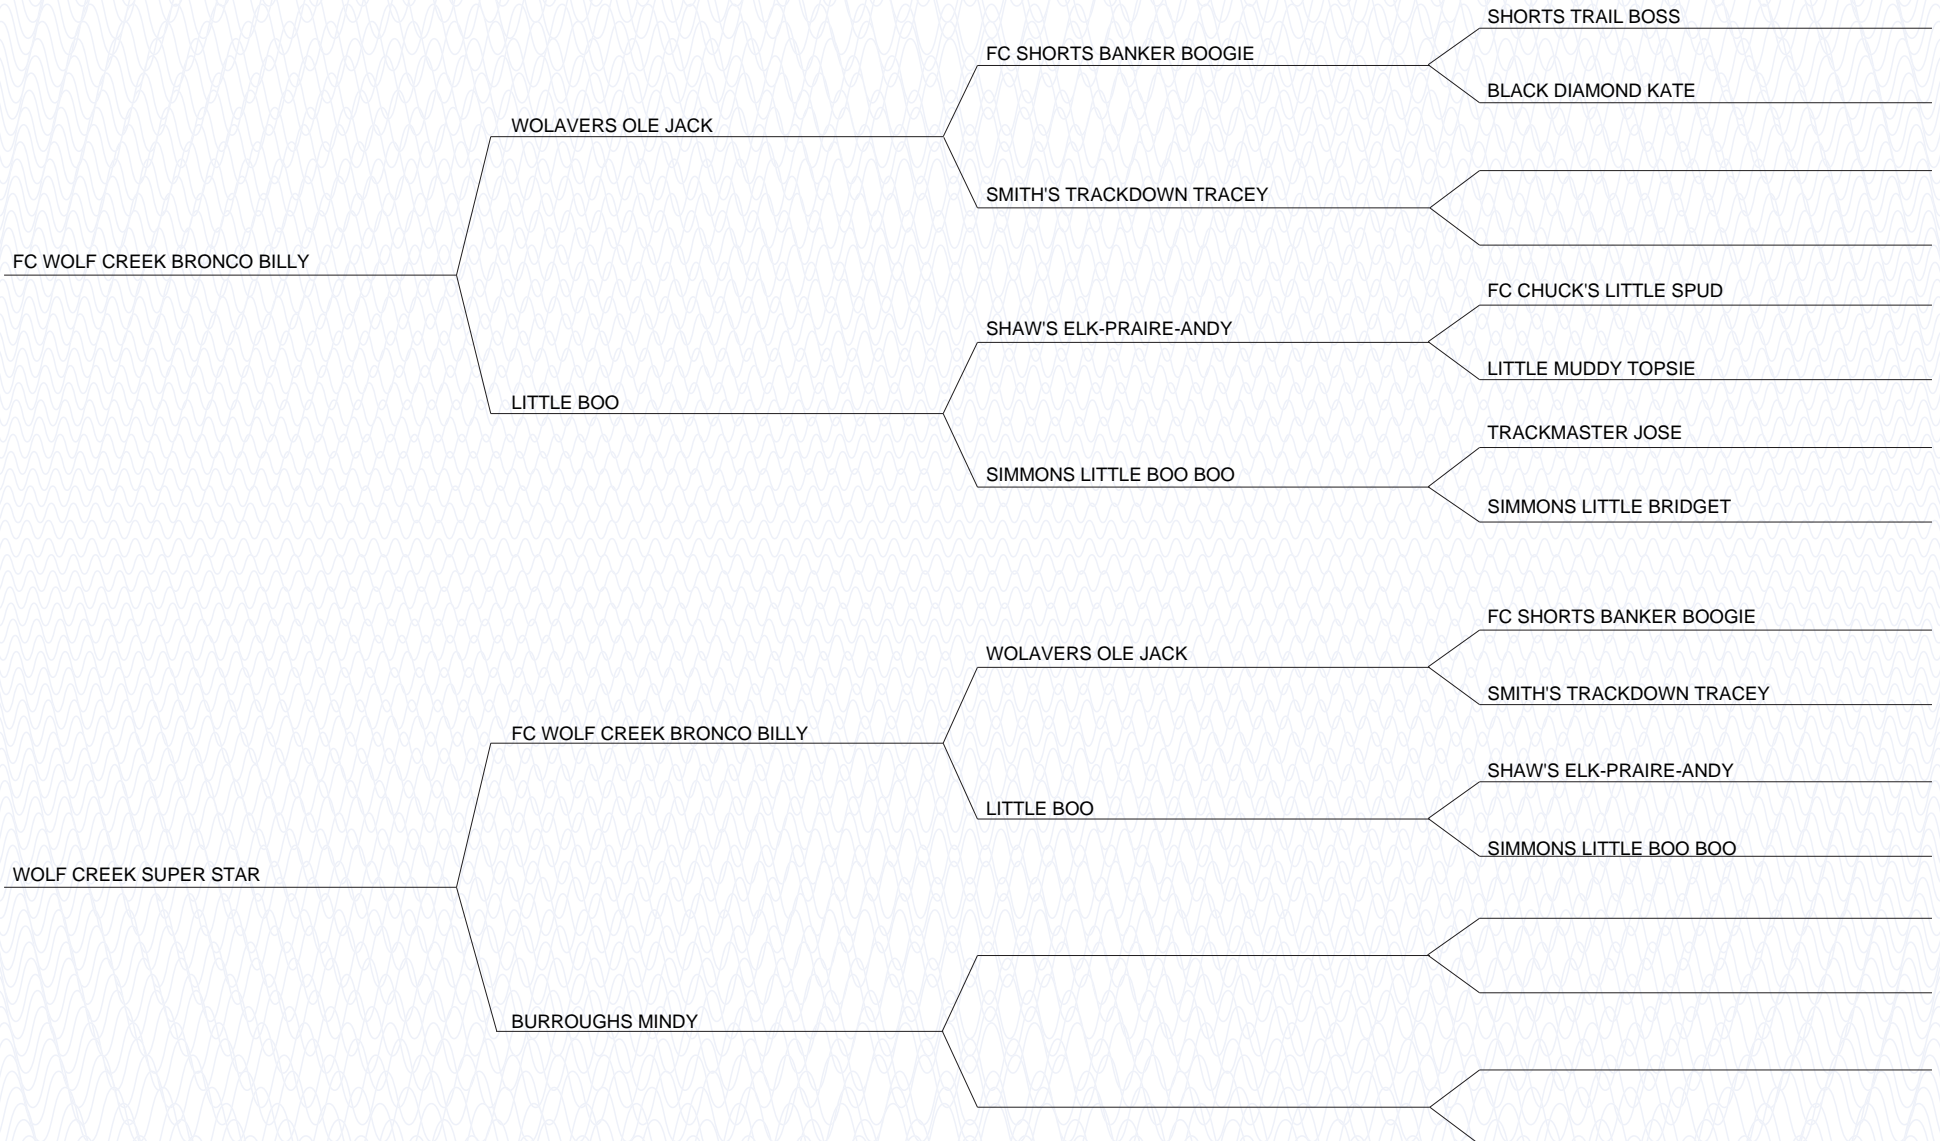 SHORTS TRAIL BOSS
FC SHORTS BANKER BOOGIE
BLACK DIAMOND KATE
WOLAVERS OLE JACK
SMITH'S TRACKDOWN TRACEY
FC WOLF CREEK BRONCO BILLY
FC CHUCK'S LITTLE SPUD
SHAW'S ELK-PRAIRE-ANDY
LITTLE MUDDY TOPSIE
LITTLE BOO
TRACKMASTER JOSE
SIMMONS LITTLE BOO BOO
SIMMONS LITTLE BRIDGET
FC SHORTS BANKER BOOGIE
WOLAVERS OLE JACK
SMITH'S TRACKDOWN TRACEY
FC WOLF CREEK BRONCO BILLY
SHAW'S ELK-PRAIRE-ANDY
LITTLE BOO
SIMMONS LITTLE BOO BOO
WOLF CREEK SUPER STAR
BURROUGHS MINDY